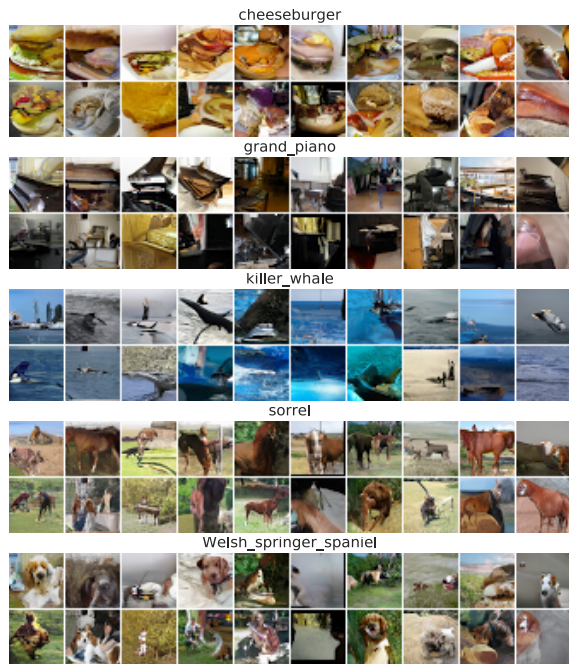 cheeseburger
grand_piano
killer_whale
sorrel
Welsh_springer_spaniel